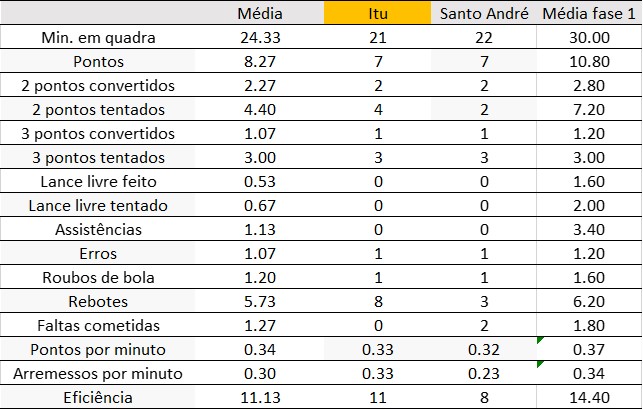 Média Itu Santo André Média fase 1
Min. em quadra 24.33 21 22 30.00
Pontos 8.27 7 7 10.80
2 pontos convertidos 2.27 2 2 2.80
2 pontos tentados 4.40 4 2 7.20
3 pontos convertidos 1.07 1 1 1.20
3 pontos tentados 3.00 3 3 3.00
Lance livre feito 0.53 0 0 1.60
Lance livre tentado 0.67 0 0 2.00
Assistências 1.13 0 0 3.40
Erros 1.07 1 1 1.20
Roubos de bola 1.20 1 1 1.60
Rebotes 5.73 8 3 6.20
Faltas cometidas 1.27 0 2 1.80
Pontos por minuto 0.34 0.33 0.32 0.37
Arremessos por minuto 0.30 0.33 0.23 0.34
Eficiência 11.13 11 8 14.40